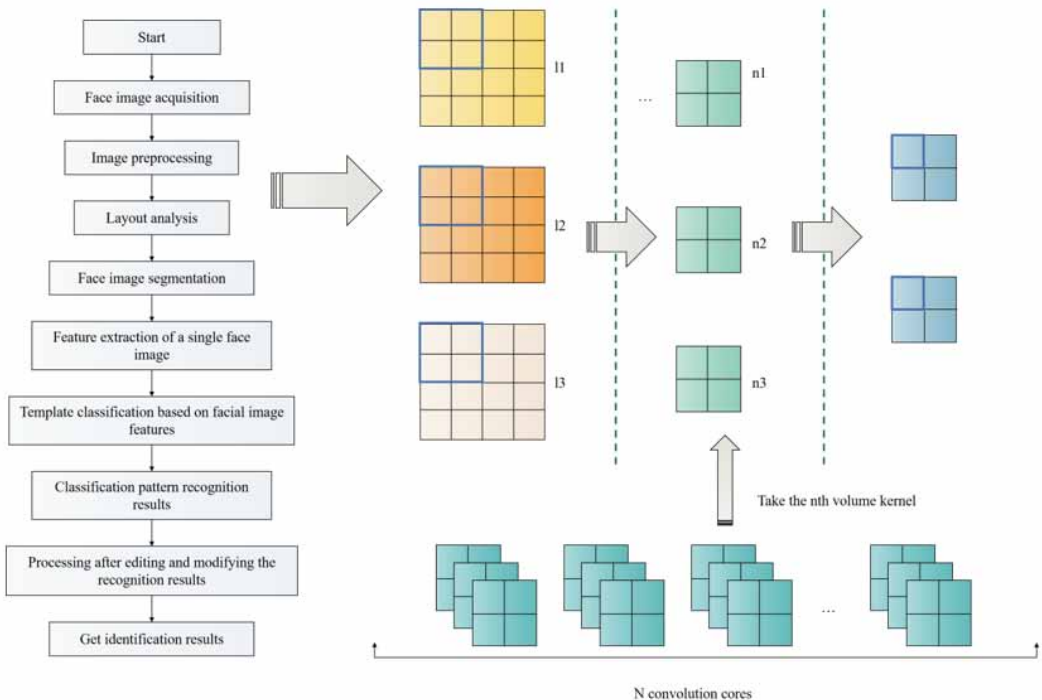 Start
Face image acquisition
Image preprocessing
Layout analysis
Face image segmentation
Feature extraction of a single face
image
Template classification based on facial image
features
Classification pattern recognition
results
Processing after editing and modifying the
recognition results
Get identification results
l1
l2
l3
...
n1
n2
n3
Take the nth volume kernel
...
N convolution cores